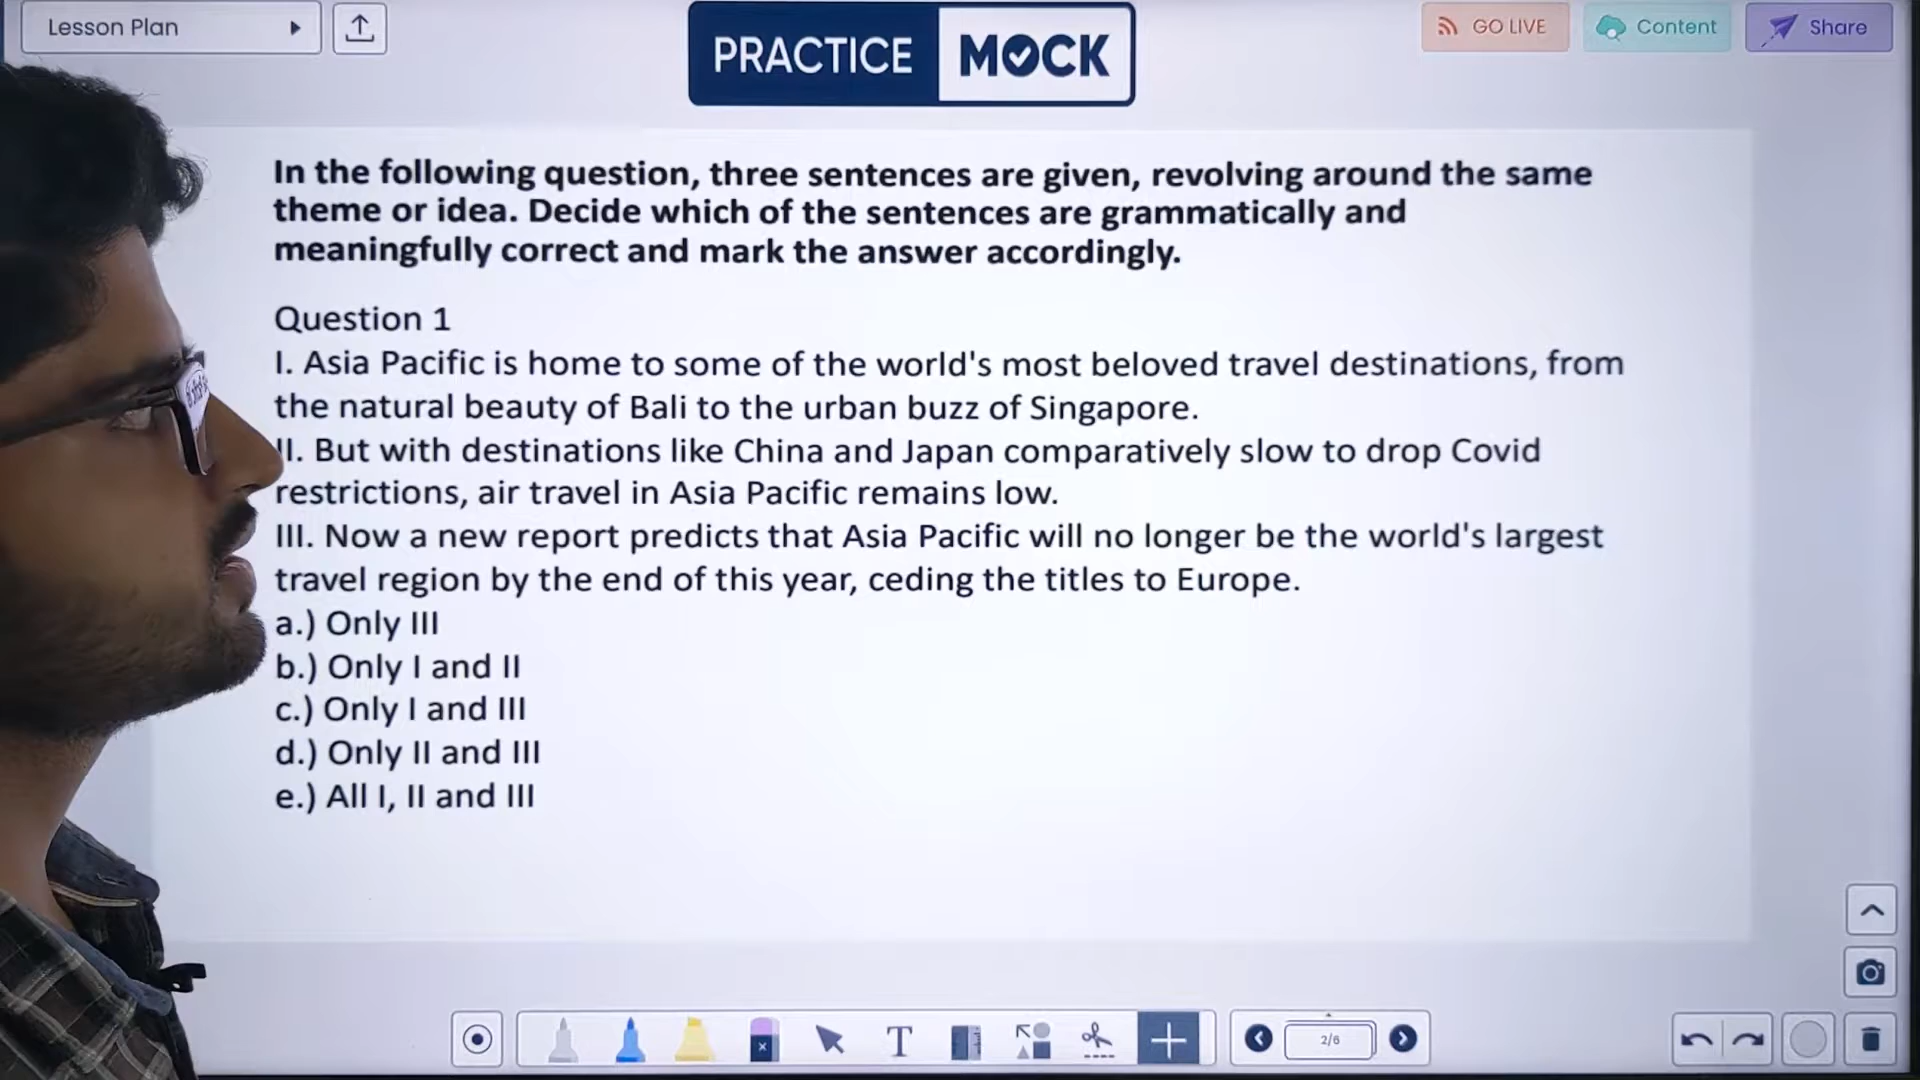 Lesson Plan
PRACTICE MOCK
GO LIVE
Content
Share
In the following question, three sentences are given, revolving around the same
theme or idea. Decide which of the sentences are grammatically and
meaningfully correct and mark the answer accordingly.
Question 1
I. Asia Pacific is home to some of the world's most beloved travel destinations, from
the natural beauty of Bali to the urban buzz of Singapore.
II. But with destinations like China and Japan comparatively slow to drop Covid
restrictions, air travel in Asia Pacific remains low.
III. Now a new report predicts that Asia Pacific will no longer be the world's largest
travel region by the end of this year, ceding the titles to Europe.
a.) Only III
b.) Only I and II
c.) Only I and III
d.) Only II and III
e.) All I, II and III
T
2/6